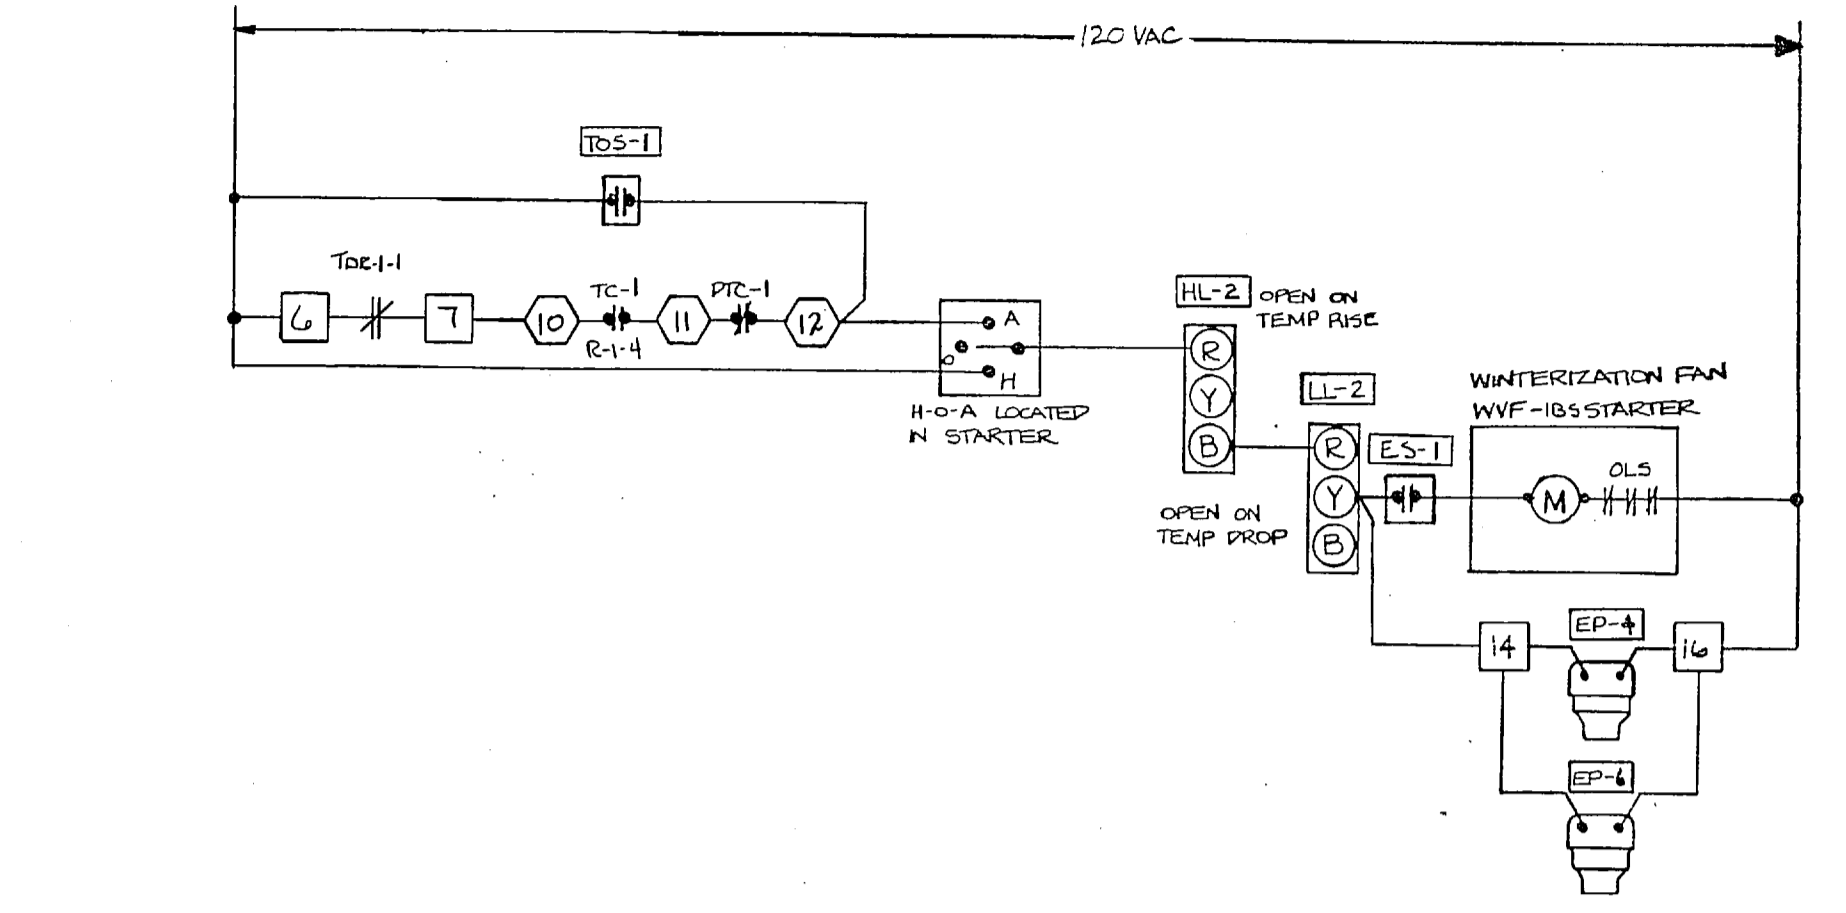 120 VAC
TOS-1
TDR-1-1
6
7
10
TC-1
R-1-4
11
PTC-1
12
A
O
H
H-O-A LOCATED
IN STARTER
HL-2
OPEN ON
TEMP RISE
R
Y
B
LL-2
OPEN ON
TEMP DROP
R
Y
B
ES-1
WINTERIZATION FAN
WVF-1BS STARTER
M
OLS
14
EP-4
16
EP-6